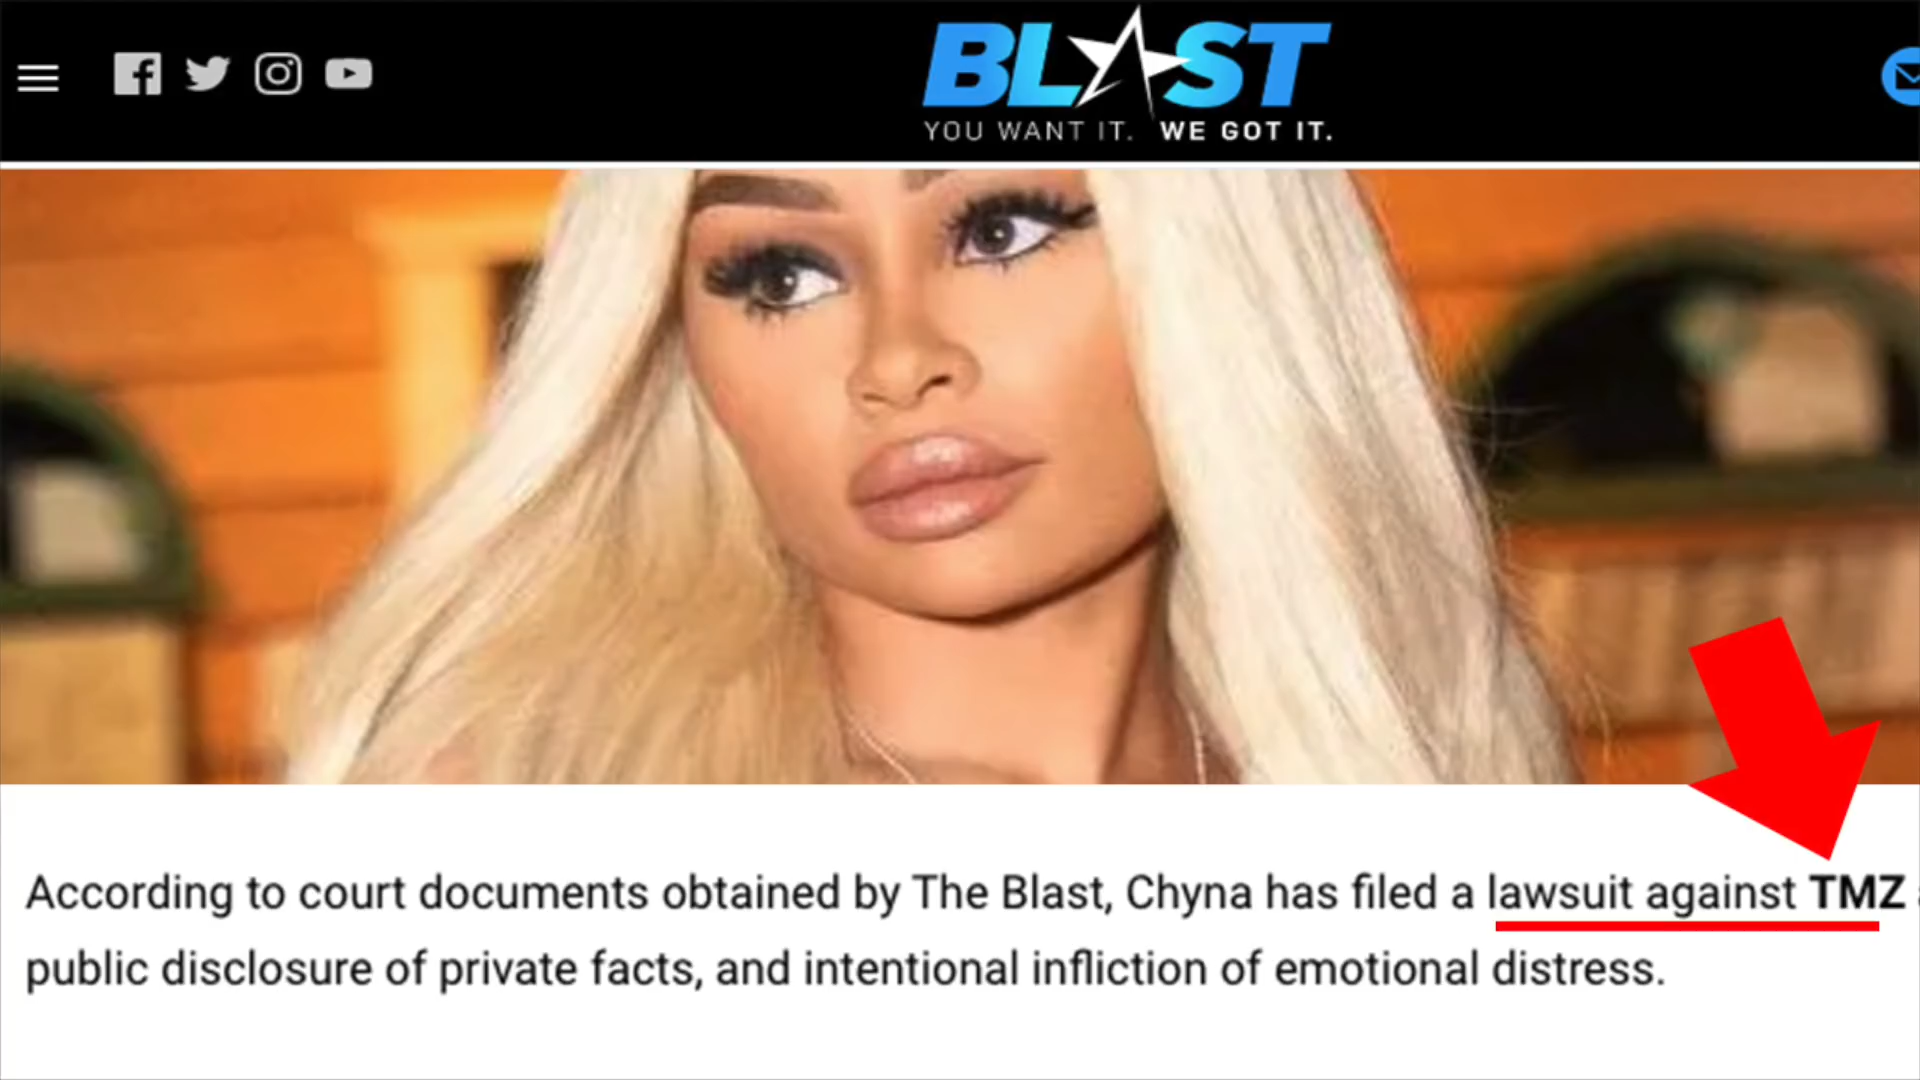 BLAST
YOU WANT IT. WE GOT IT.
According to court documents obtained by The Blast, Chyna has filed a lawsuit against TMZ
public disclosure of private facts, and intentional infliction of emotional distress.